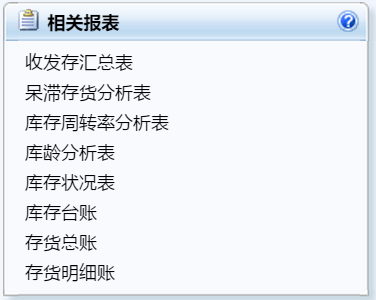 相关报表
收发存汇总表
呆滞存货分析表
库存周转率分析表
库龄分析表
库存状况表
库存台账
存货总账
存货明细账